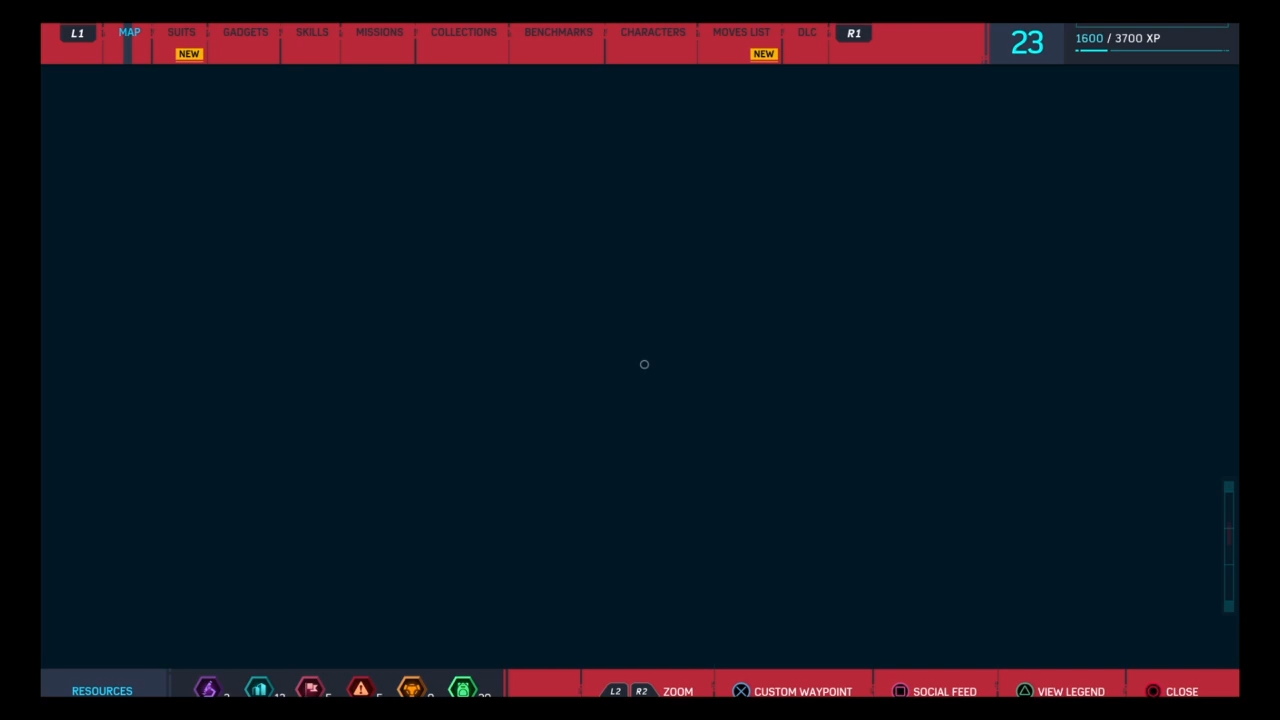 L1 MAP SUITS GADGETS SKILLS MISSIONS COLLECTIONS BENCHMARKS CHARACTERS MOVES LIST DLC R1
NEW NEW
23 1600 / 3700 XP
RESOURCES L2 R2 ZOOM CUSTOM WAYPOINT SOCIAL FEED VIEW LEGEND CLOSE